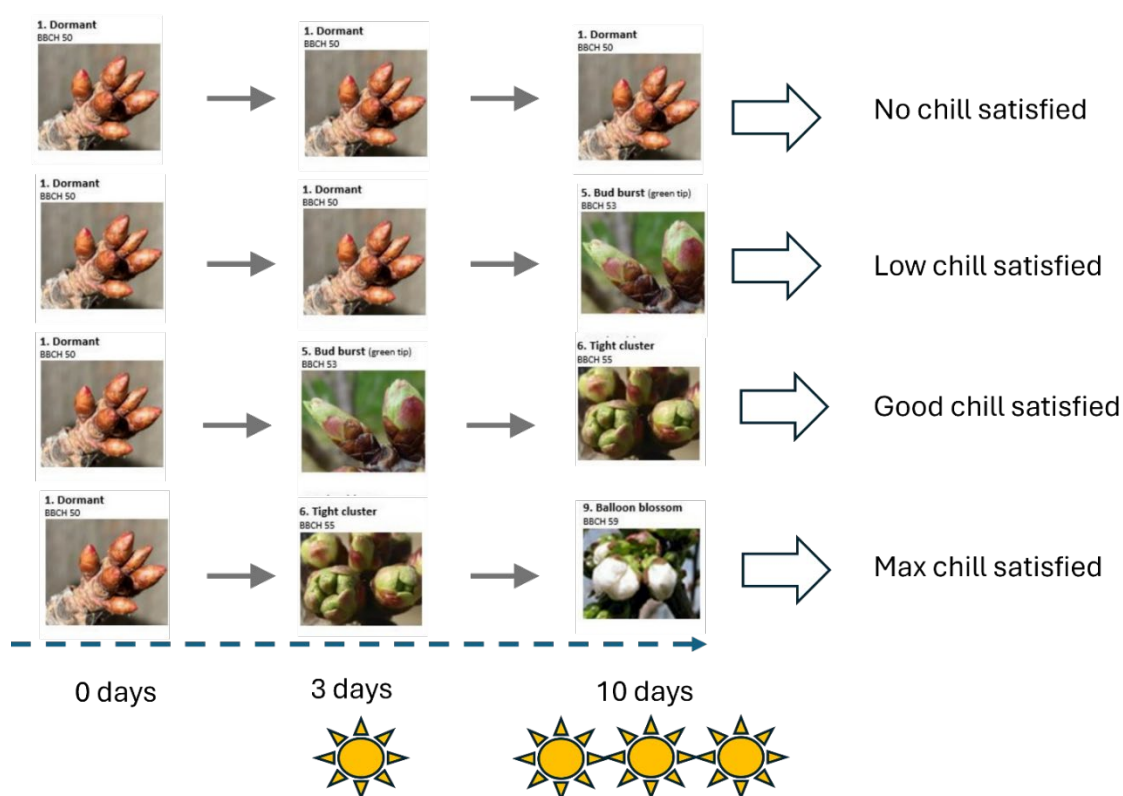 1. Dormant
BBCH 50
1. Dormant
BBCH 50
1. Dormant
BBCH 50
No chill satisfied
1. Dormant
BBCH 50
1. Dormant
BBCH 50
5. Bud burst (green tip)
BBCH 53
Low chill satisfied
1. Dormant
BBCH 50
5. Bud burst (green tip)
BBCH 53
6. Tight cluster
BBCH 55
Good chill satisfied
1. Dormant
BBCH 50
6. Tight cluster
BBCH 55
9. Balloon blossom
BBCH 59
Max chill satisfied
0 days
3 days
10 days